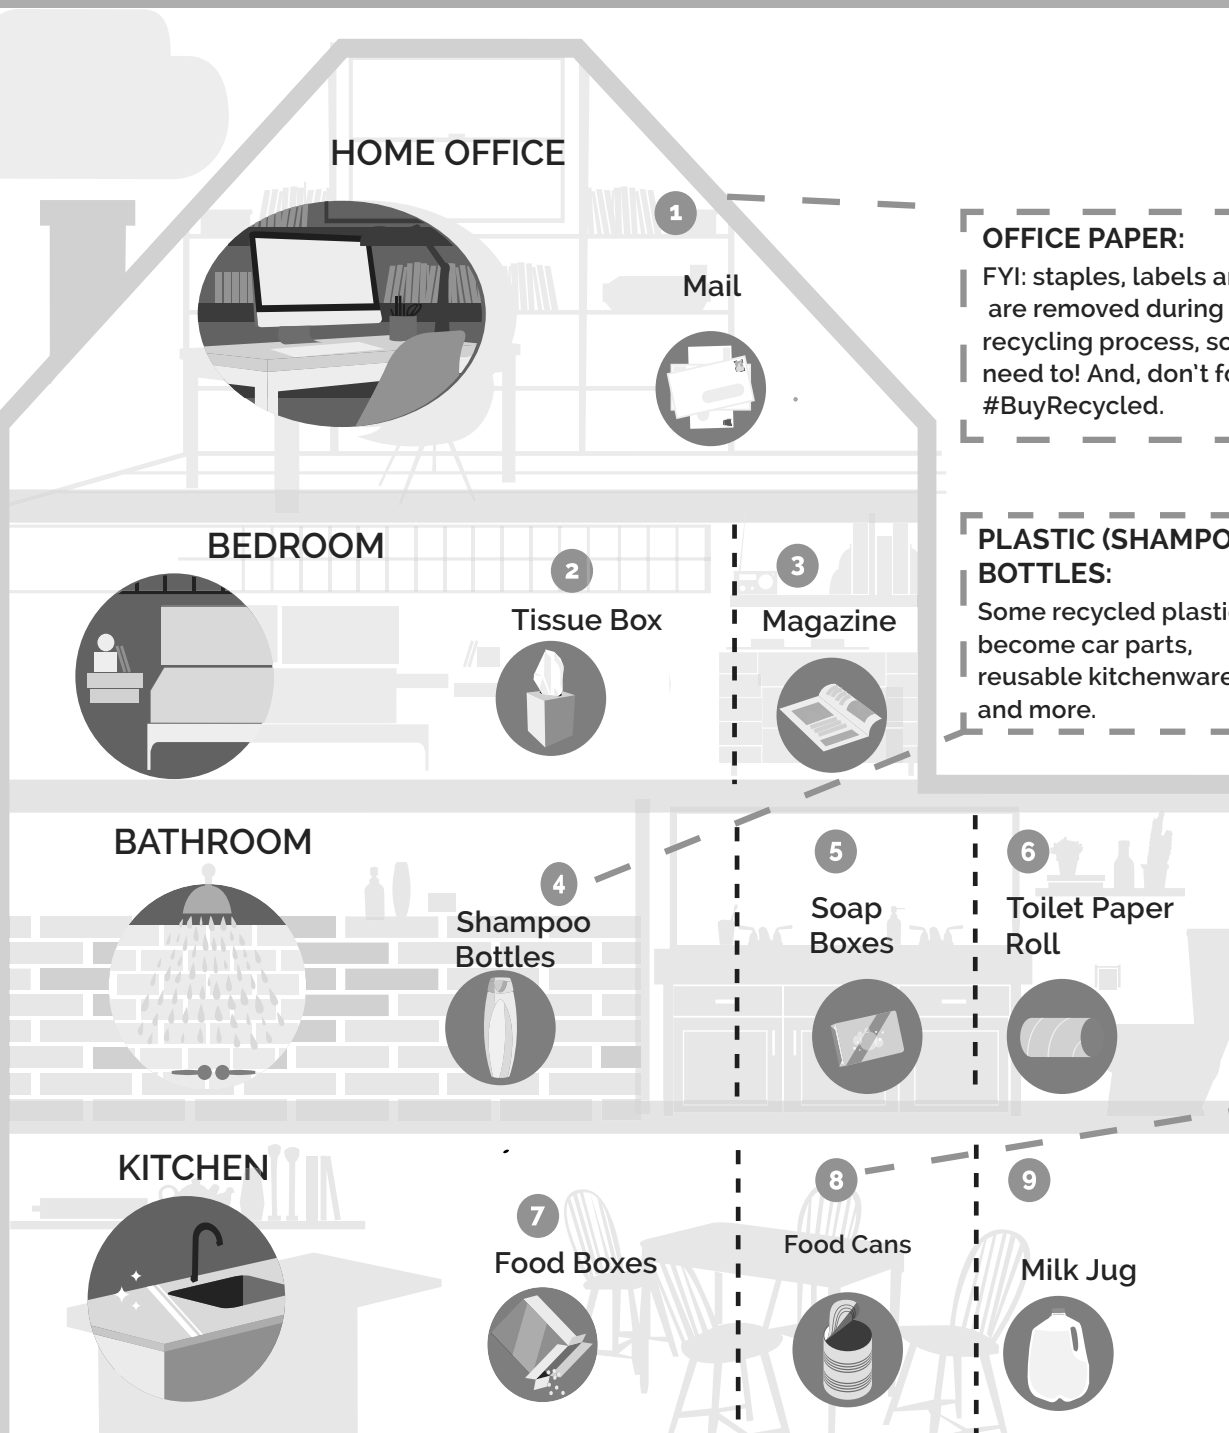 HOME OFFICE
1
Mail
OFFICE PAPER:
FYI: staples, labels
are removed during
recycling process,
need to! And, don't
#BuyRecycled.
BEDROOM
2
Tissue Box
3
Magazine
PLASTIC
BOTTLES:
Some recycled
become car parts,
reusable kitchenware
and more.
BATHROOM
4
Shampoo
Bottles
5
Soap
Boxes
6
Toilet Paper
Roll
KITCHEN
7
Food Boxes
8
Food Cans
9
Milk Jug